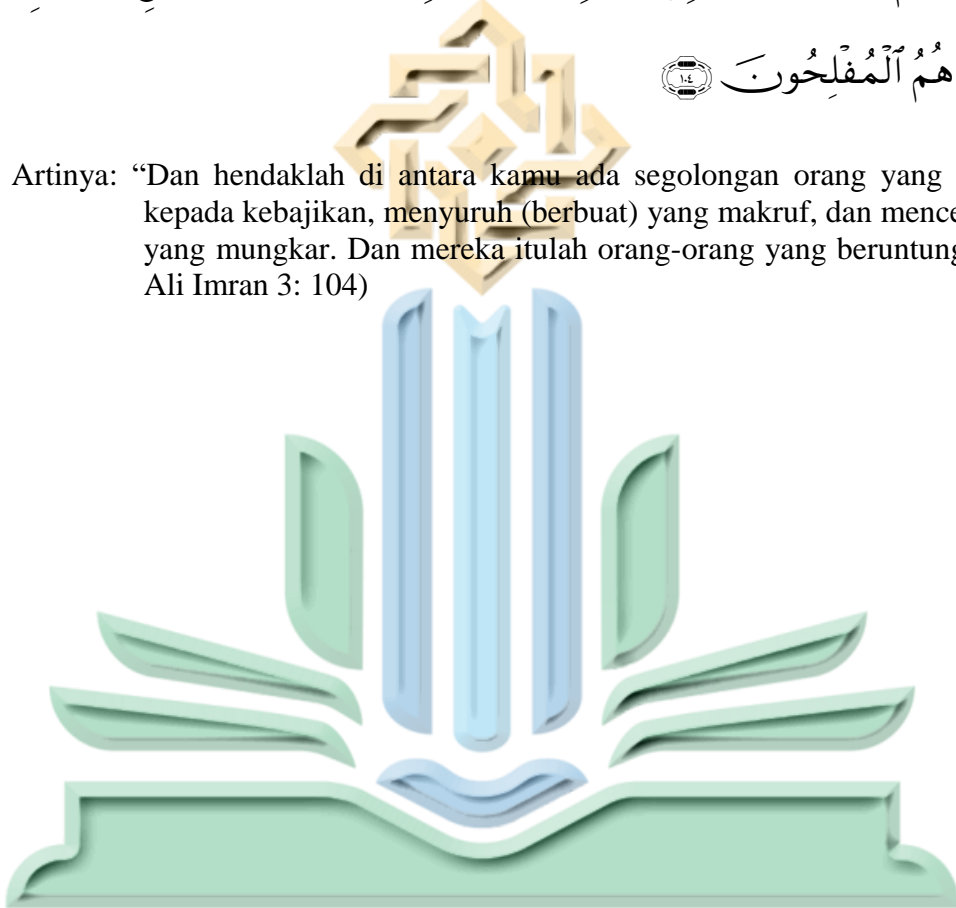 هُمُ ٱلْمُفْلِحُونَ ١٠٤
Artinya: “Dan hendaklah di antara kamu ada segolongan orang yang
kepada kebajikan, menyuruh (berbuat) yang makruf, dan mence
yang mungkar. Dan mereka itulah orang-orang yang beruntung
Ali Imran 3: 104)